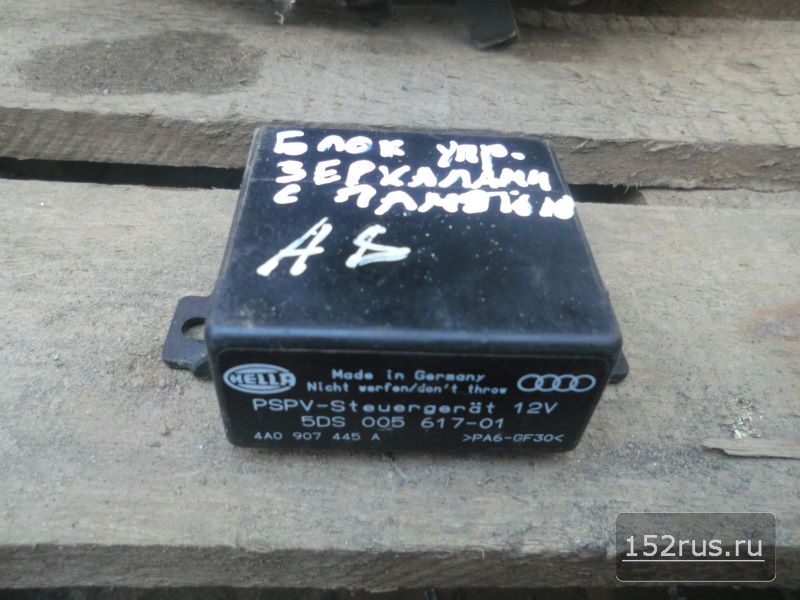 Блок упр.
зеркалами
с памятью
A8
HELLA
Made in Germany
Nicht werfen/don't throw
PSPV-Steuergerät 12V
5DS 005 617-01
4A0 907 445 A >PA6-GF30<
152rus.ru